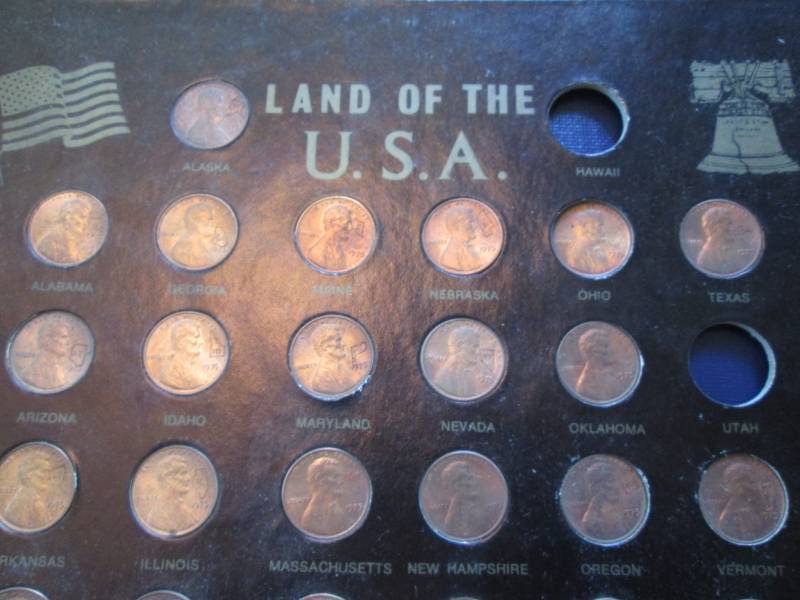 LAND OF THE
U.S.A.
ALASKA
HAWAII
ALABAMA GEORGIA MAINE NEBRASKA OHIO TEXAS
ARIZONA IDAHO MARYLAND NEVADA OKLAHOMA UTAH
RKANSAS ILLINOIS MASSACHUSETTS NEW HAMPSHIRE OREGON VERMONT